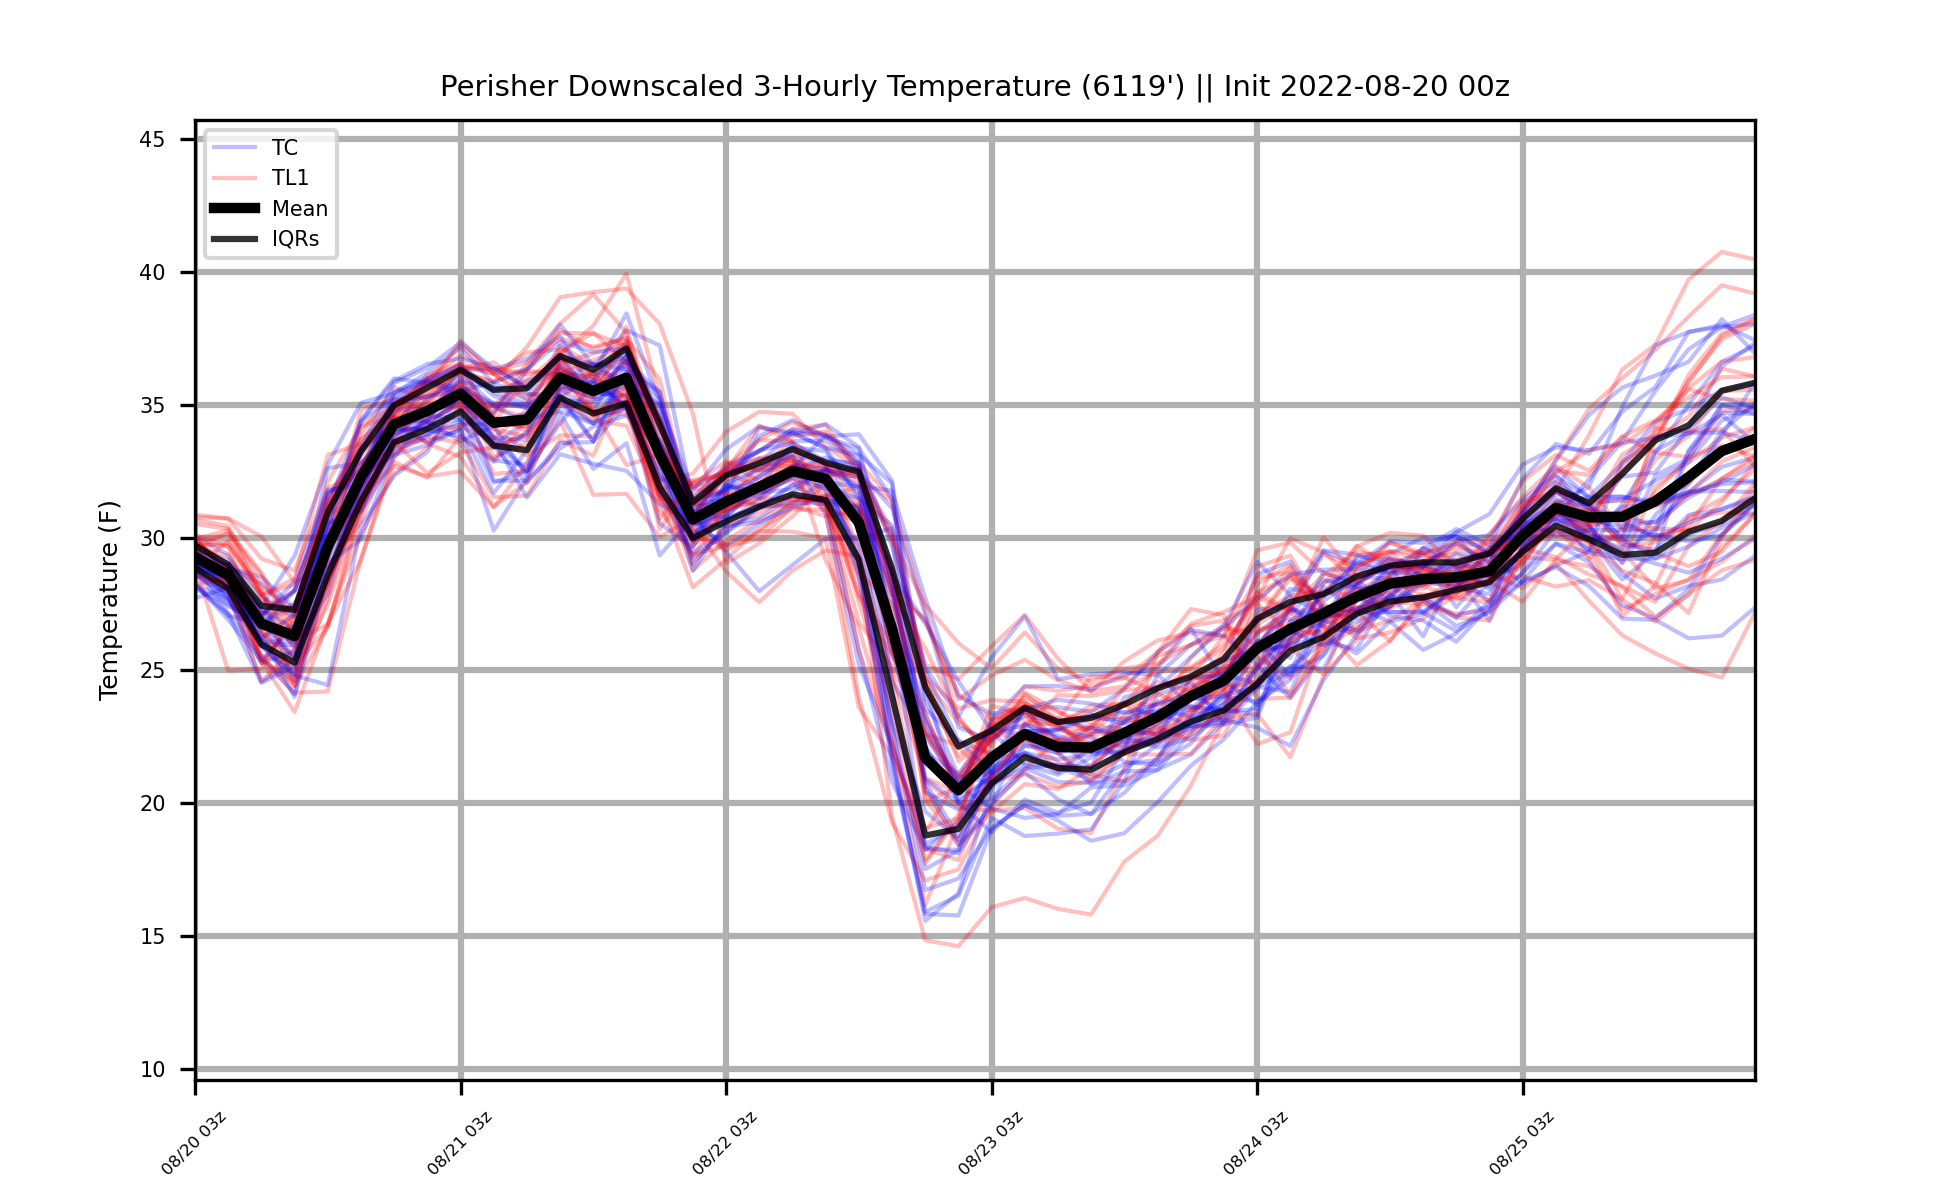 Perisher Downscaled 3-Hourly Temperature (6119') || Init 2022-08-20 00z
TC
TL1
Mean
IQRs
Temperature (F)
45
40
35
30
25
20
15
10
08/20 03z
08/21 03z
08/22 03z
08/23 03z
08/24 03z
08/25 03z